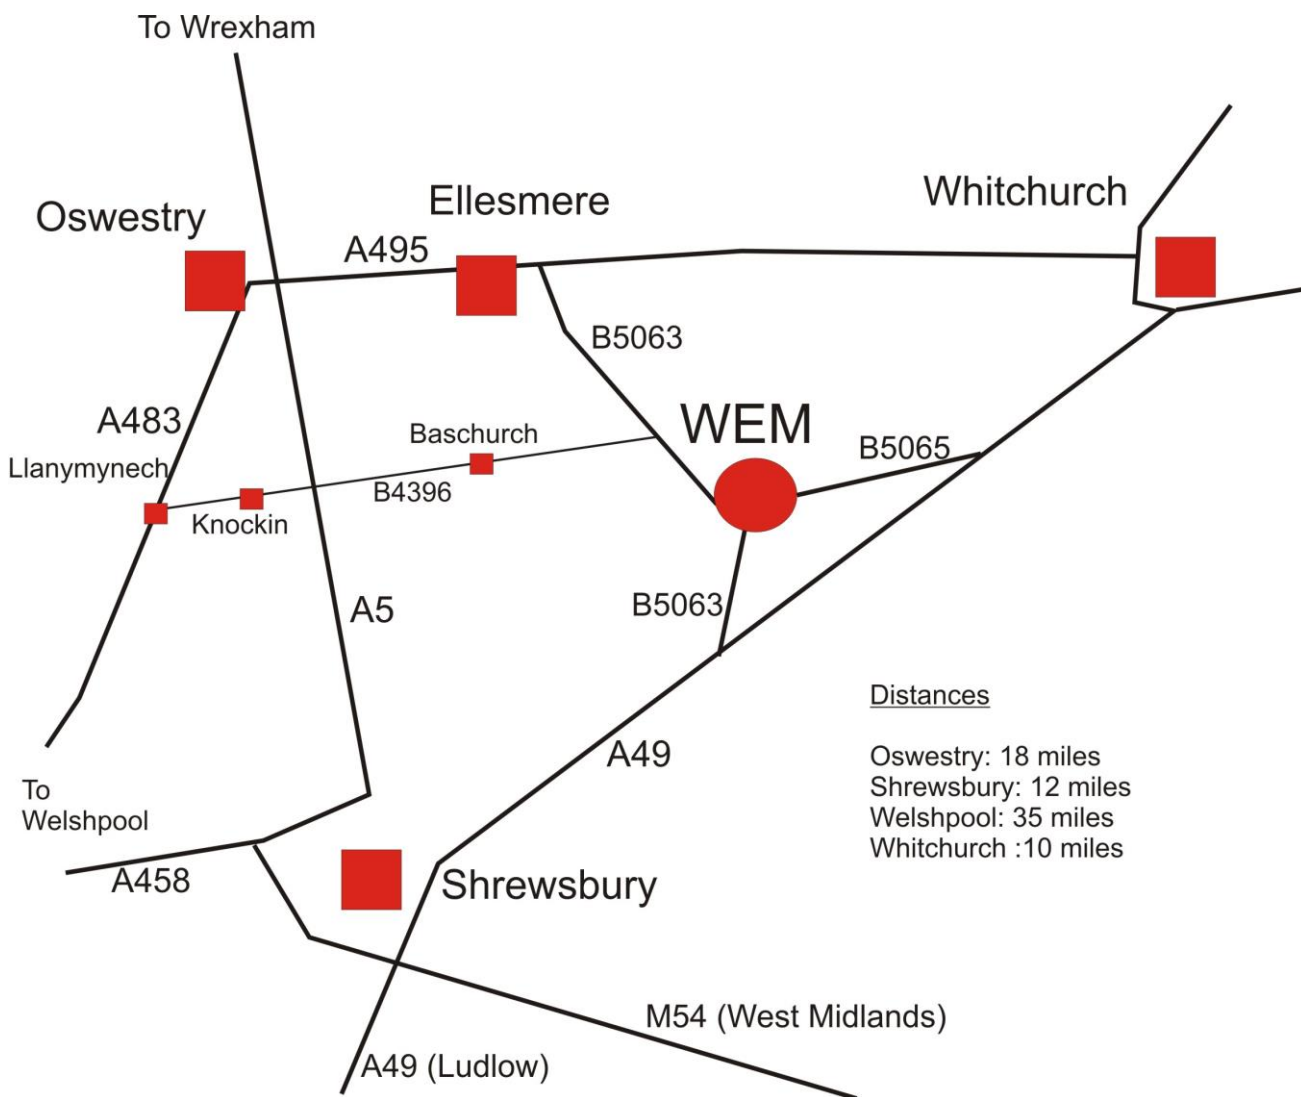 To Wrexham
Whitchurch
Ellesmere
Oswestry
A495
B5063
WEM
A483
Baschurch
B5065
Llanymynech
B4396
Knockin
A5
B5063
Distances
A49
Oswestry: 18 miles
Shrewsbury: 12 miles
Welshpool: 35 miles
Whitchurch :10 miles
To
Welshpool
A458
Shrewsbury
M54 (West Midlands)
A49 (Ludlow)